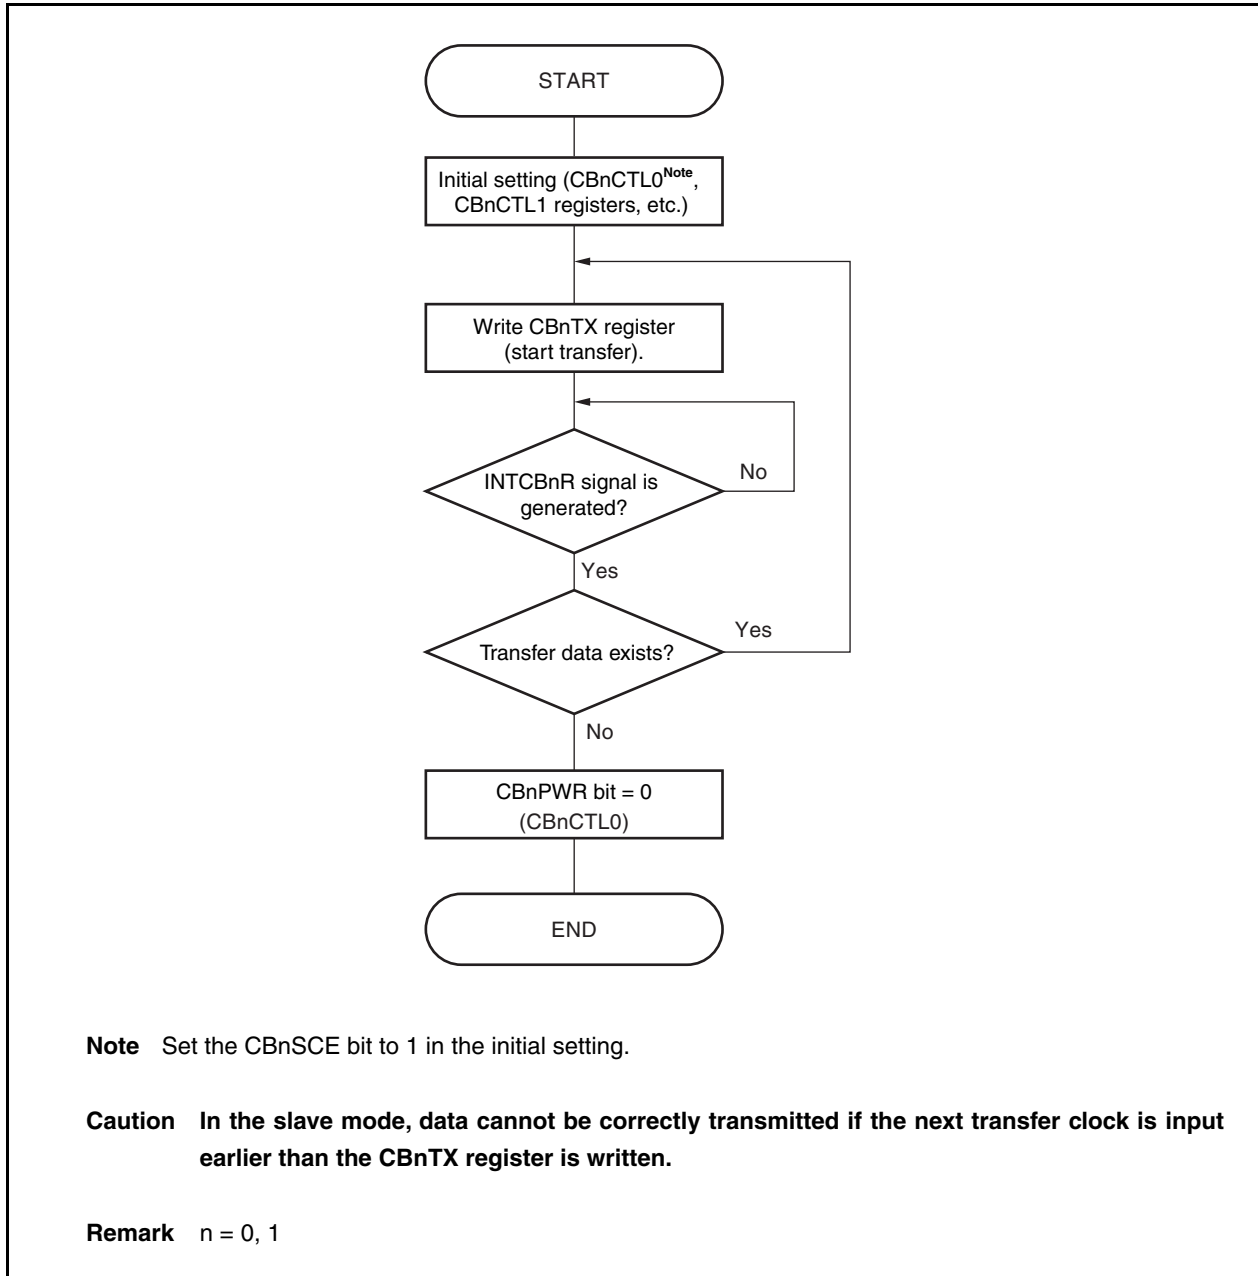 START
Initial setting (CBnCTL0Note,
CBnCTL1 registers, etc.)
Write CBnTX register
(start transfer).
INTCBnR signal is
generated?
No
Yes
Transfer data exists?
Yes
No
CBnPWR bit = 0
(CBnCTL0)
END
Note Set the CBnSCE bit to 1 in the initial setting.
Caution In the slave mode, data cannot be correctly transmitted if the next transfer clock is input
earlier than the CBnTX register is written.
Remark n = 0, 1